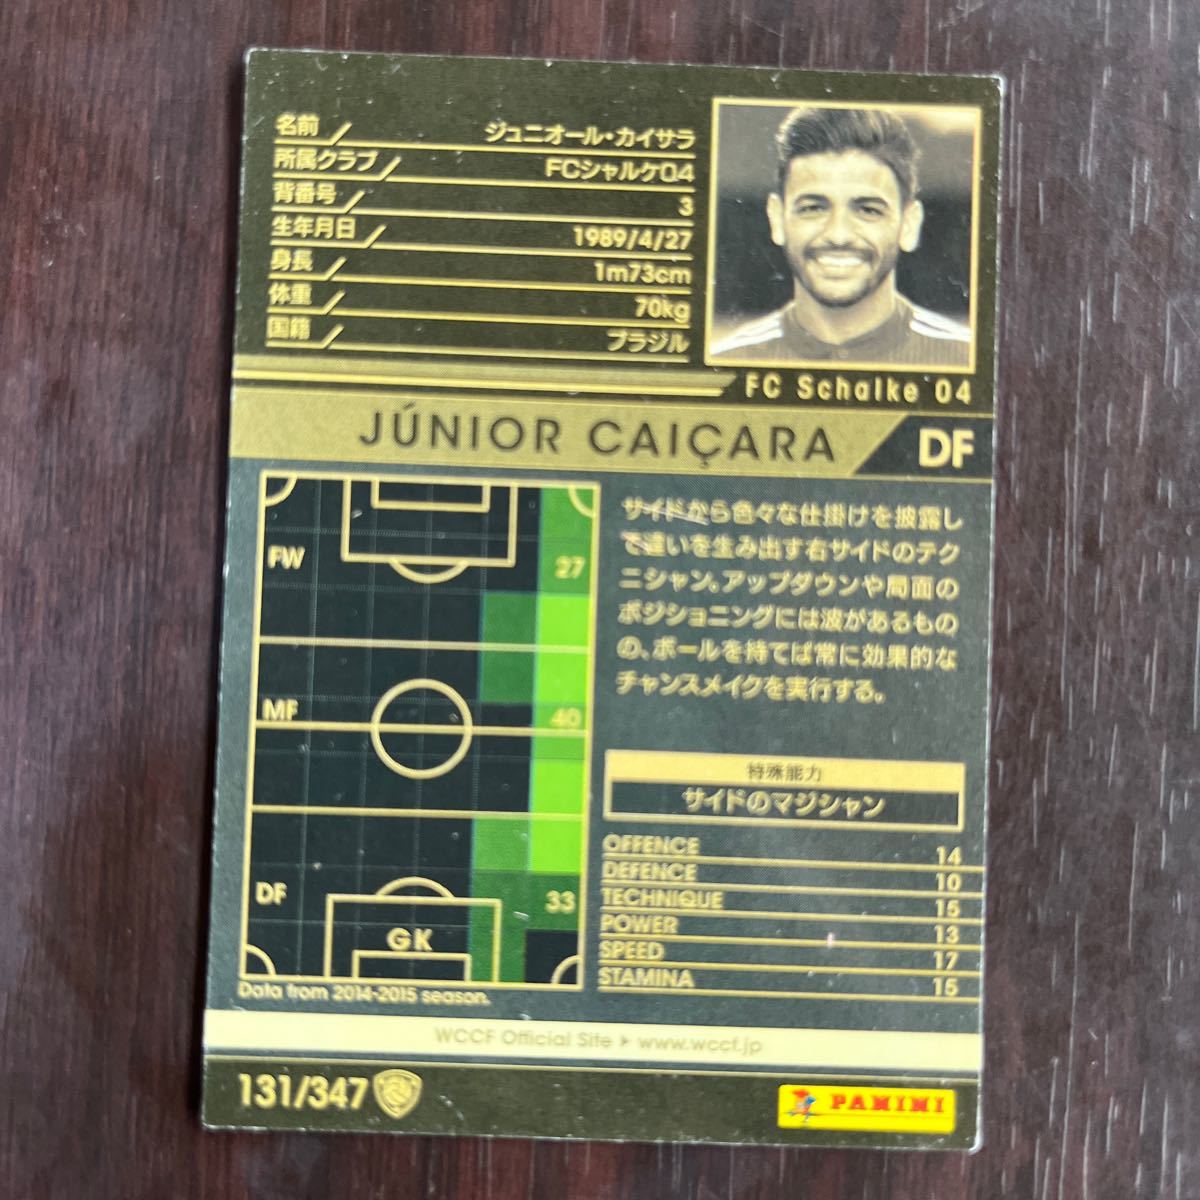 名前 ジュニオール・カイサラ
所属クラブ FCシャルケ04
背番号 3
生年月日 1989/4/27
身長 1m73cm
体重 70kg
国籍 ブラジル
FC Schalke 04
JÚNIOR CAIÇARA DF
FW 27
MF 40
DF 33
GK
Data from 2014-2015 season.
サイドから色々な仕掛けを披露し
て違いを生み出す右サイドのテク
ニシャン。アップダウンや局面の
ポジショニングには波があるもの
の、ボールを持てば常に効果的な
チャンスメイクを実行する。
特殊能力
サイドのマジシャン
OFFENCE 14
DEFENCE 10
TECHNIQUE 15
POWER 13
SPEED 17
STAMINA 15
WCCF Official Site ▶ www.wccf.jp
131/347
PANINI